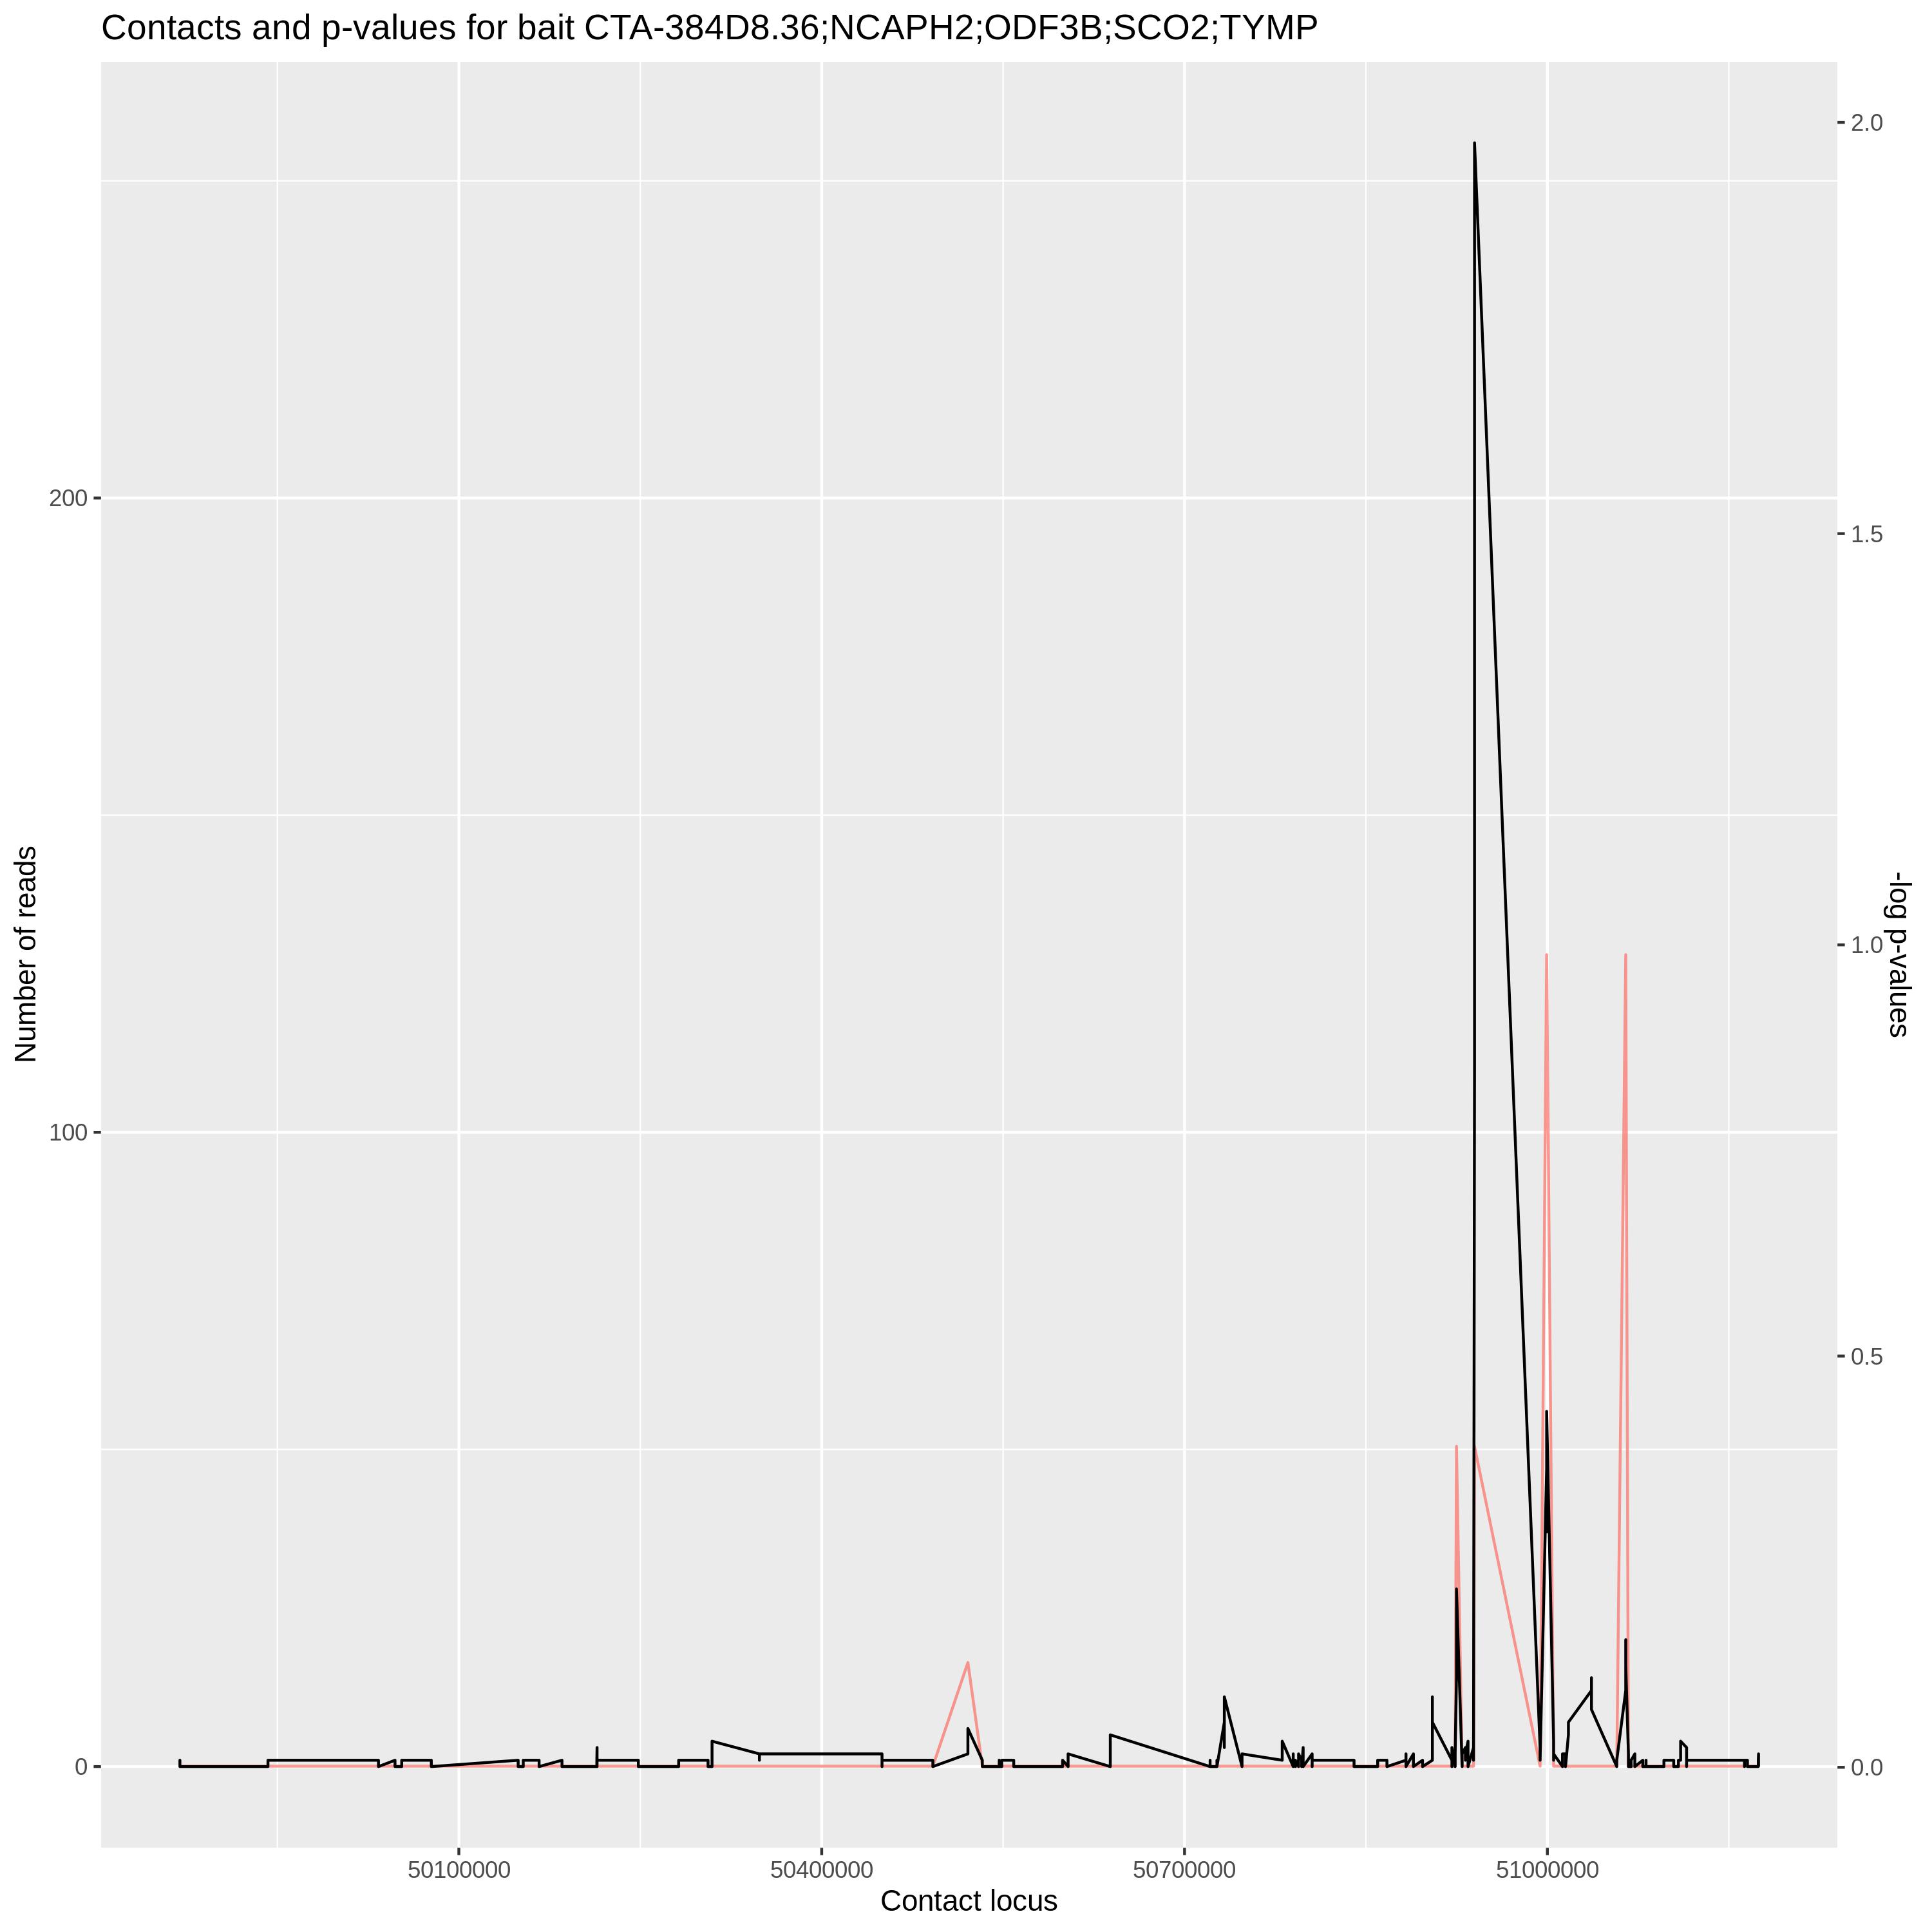 Contacts and p-values for bait CTA-384D8.36;NCAPH2;ODF3B;SCO2;TYMP
Number of reads
200
100
0
2.0
1.5
1.0
0.5
0.0
-log p-values
50100000 50400000 50700000 51000000
Contact locus